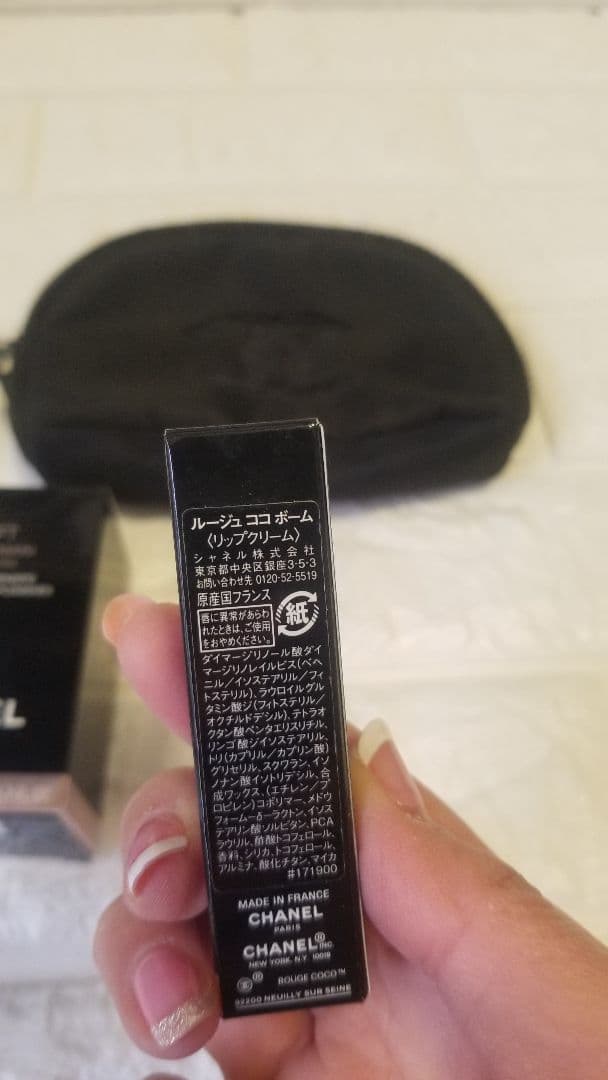 ルージュ ココ ボーム
〈リップクリーム〉
シャネル株式会社
東京都中央区銀座3-5-3
お問い合わせ先 0120-52-5519
原産国フランス
唇に異常があらわ
れたときは、ご使用
をおやめください。
紙
ダイマージリノール酸ダイ
マージリノレイルビス(ベヘ
ニル/イソステアリル/フィ
トステリル)、ラウロイルグル
タミン酸ジ(フィトステリル/
オクチルドデシル)、テトラオ
クタン酸ペンタエリスリチル、
リンゴ酸ジイソステアリル、
トリ(カプリル/カプリン酸)
グリセリル、スクワラン、イソ
ノナン酸イソトリデシル、合
成ワックス、(エチレン/プ
ロピレン)コポリマー、メドウ
フォーム-δ-ラクトン、イソス
テアリン酸ソルビタン、PCA
ラウリル、酢酸トコフェロール、
香料、シリカ、トコフェロール、
アルミナ、酸化チタン、マイカ
#171900
MADE IN FRANCE
CHANEL
PARIS
CHANEL® INC
NEW YORK, N.Y. 10019
ROUGE COCO™
92200 NEUILLY SUR SEINE